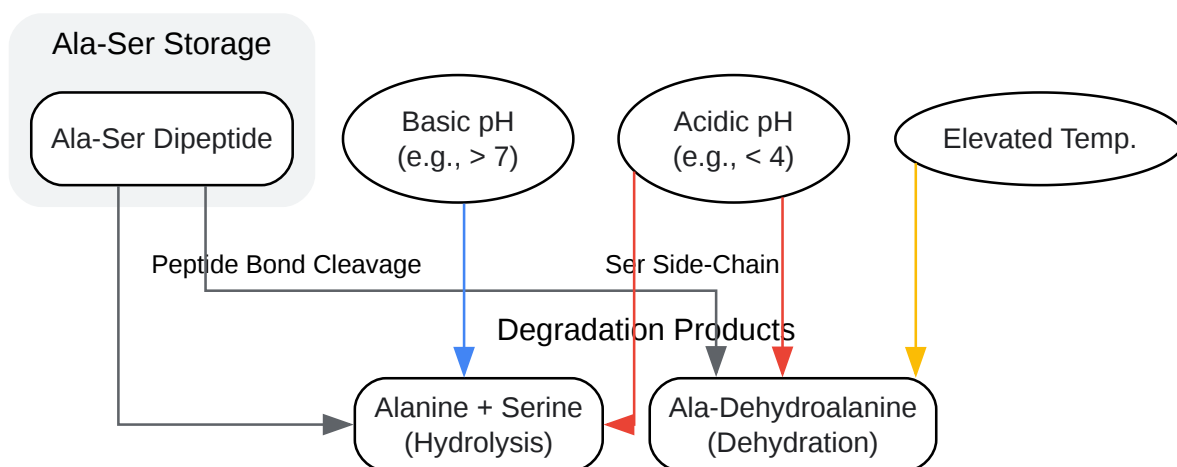 Ala-Ser Storage
Ala-Ser Dipeptide
Basic pH
(e.g., > 7)
Acidic pH
(e.g., < 4)
Elevated Temp.
Peptide Bond Cleavage
Ser Side-Chain
Degradation Products
Alanine + Serine
(Hydrolysis)
Ala-Dehydroalanine
(Dehydration)